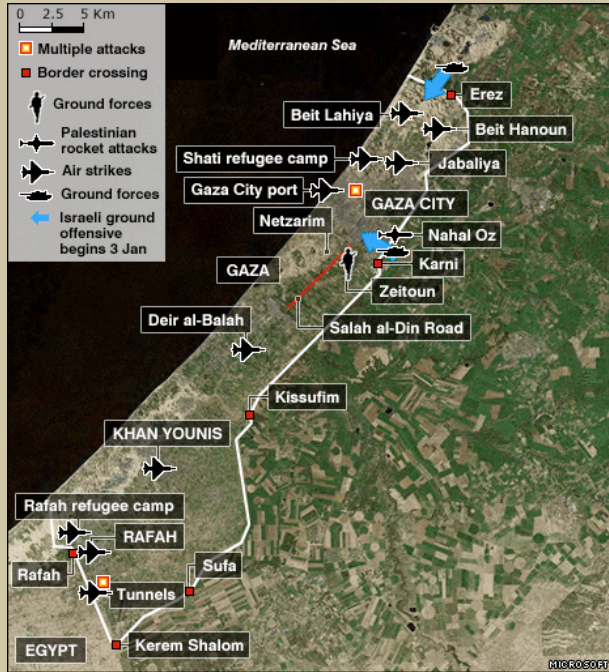 0 2.5 5 Km
Multiple attacks
Border crossing
Ground forces
Palestinian
rocket attacks
Air strikes
Ground forces
Israeli ground
offensive
begins 3 Jan
Mediterranean Sea
Erez
Beit Lahiya
Beit Hanoun
Shati refugee camp
Jabaliya
Gaza City port
GAZA CITY
Netzarim
Nahal Oz
GAZA
Karni
Zeitoun
Deir al-Balah
Salah al-Din Road
Kissufim
KHAN YOUNIS
Rafah refugee camp
RAFAH
Rafah
Sufa
Tunnels
EGYPT
Kerem Shalom
MICROSOFT